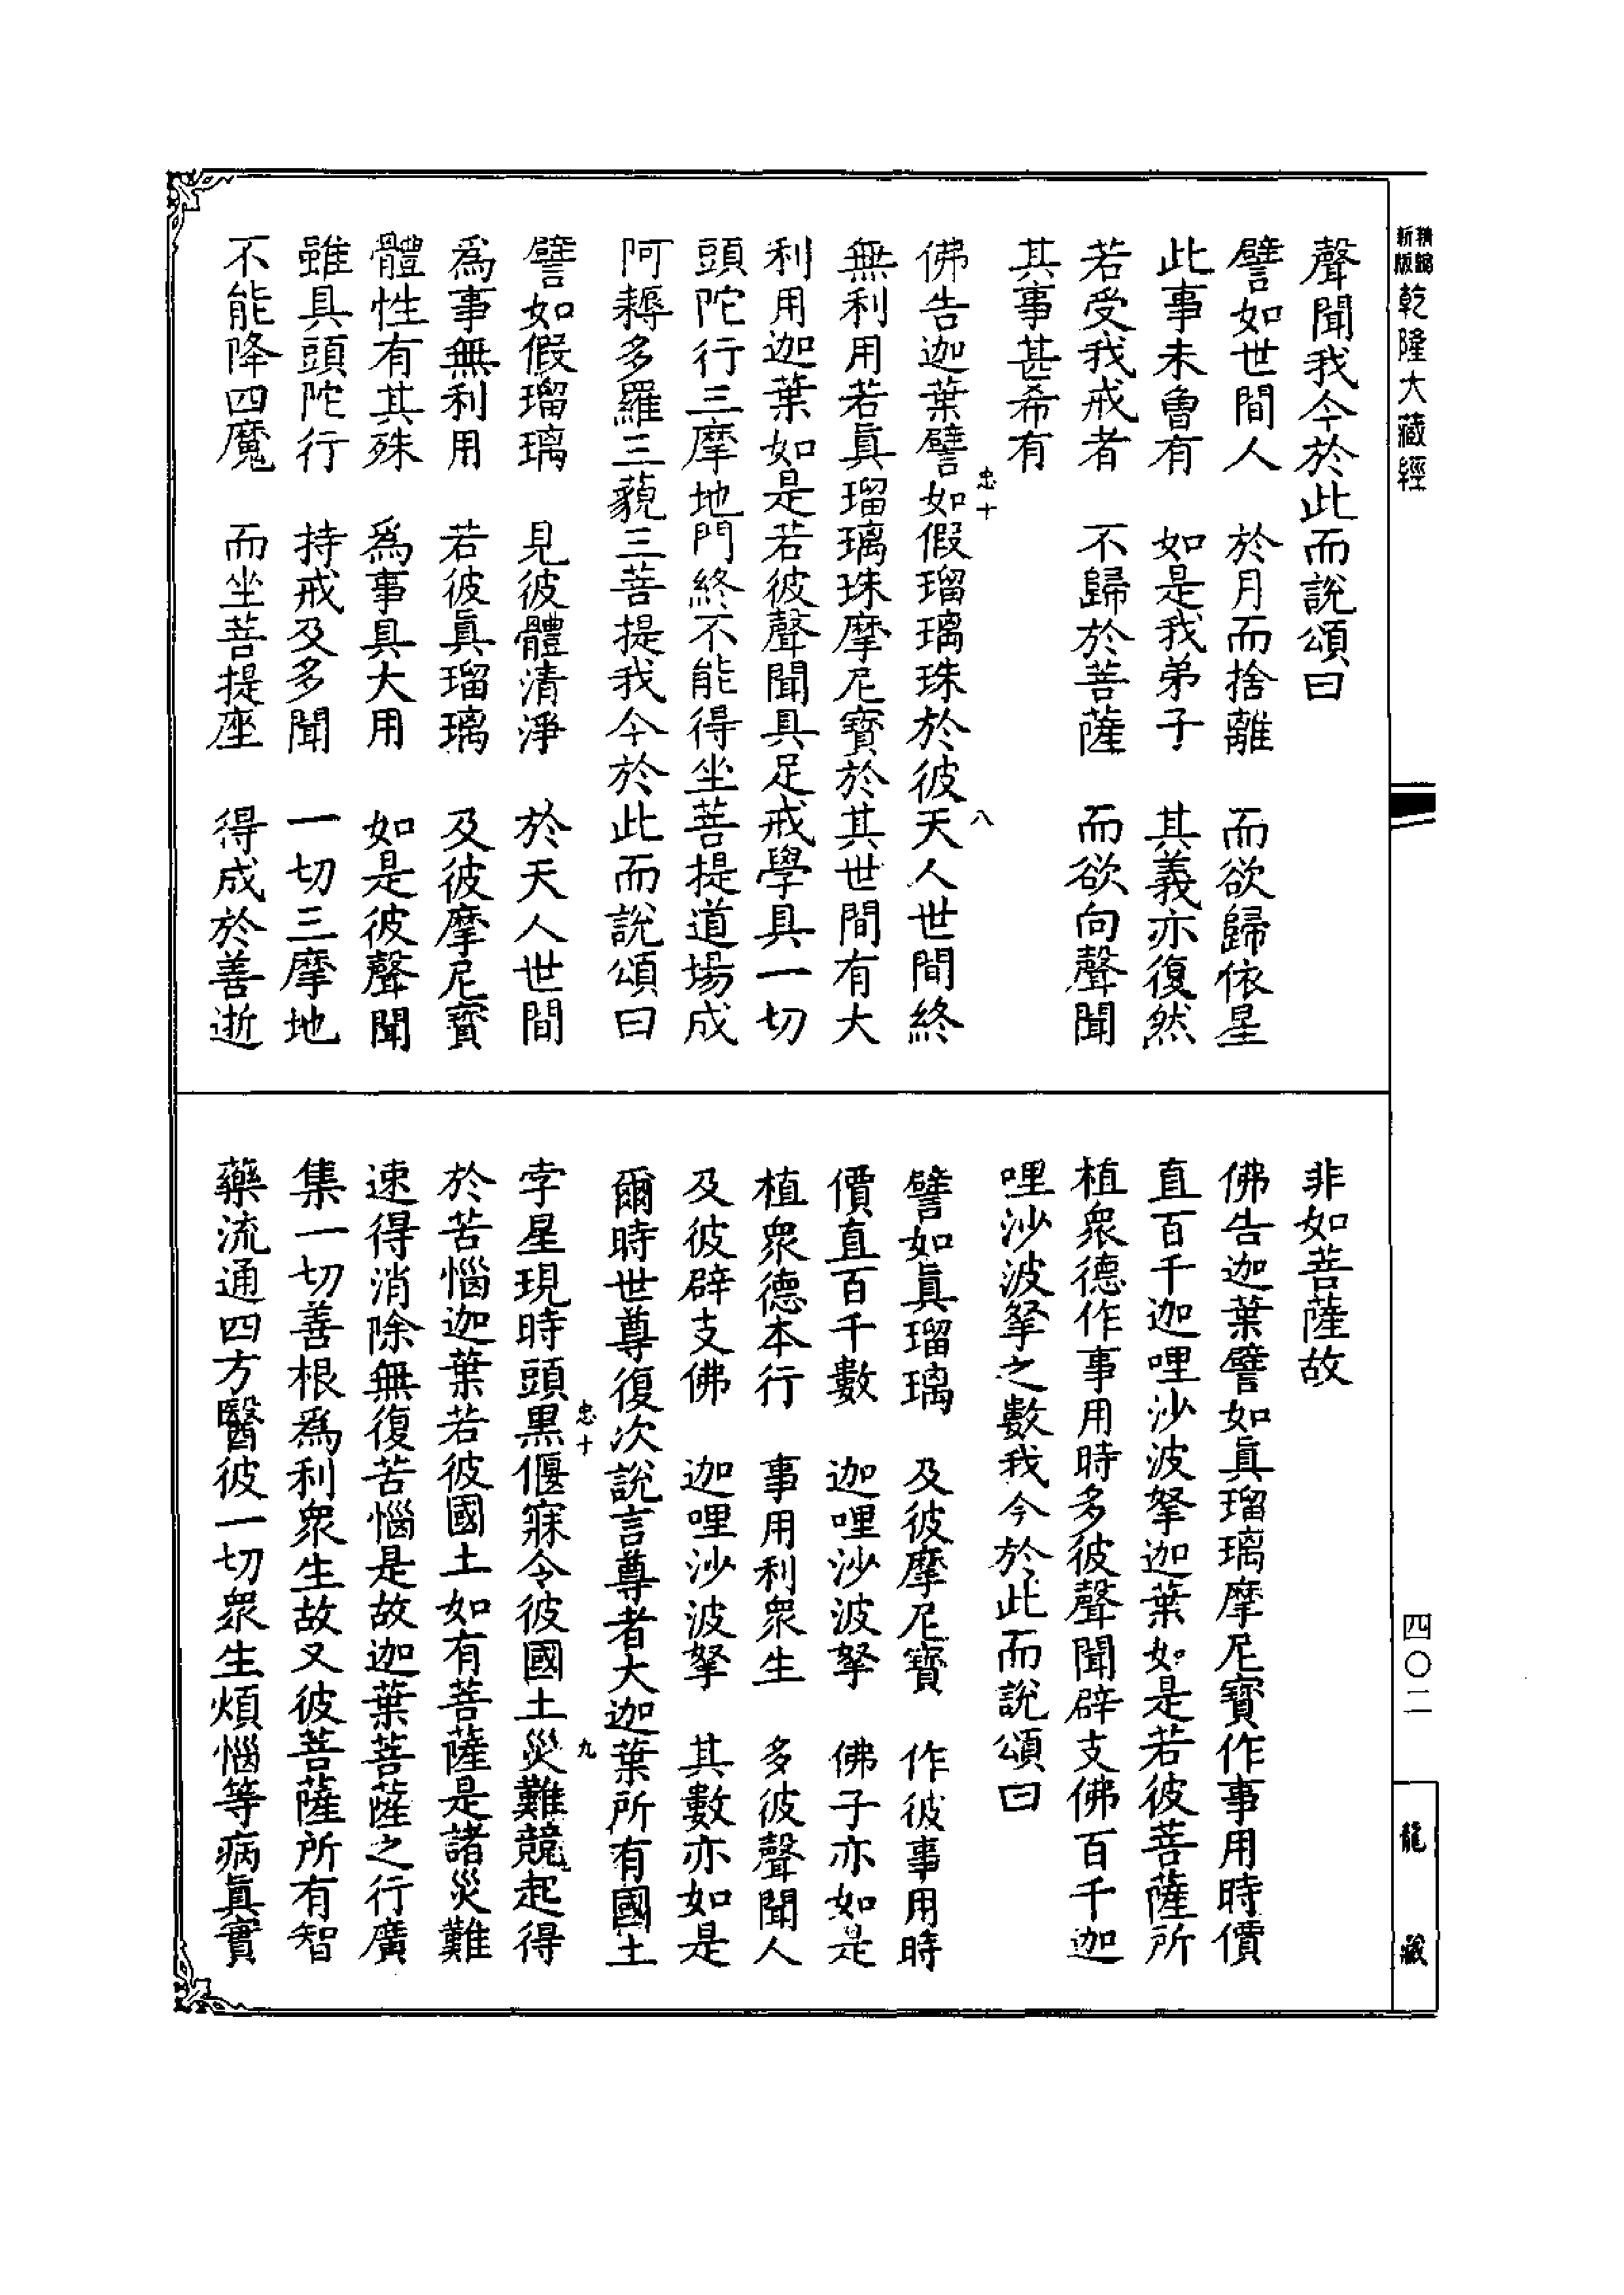 精編
新版
乾隆大藏經
聲聞我今於此而說頌曰
譬如世間人　於月而捨離　而欲歸依星
此事未曾有　如是我弟子　其義亦復然
若受我戒者　不歸於菩薩　而欲向聲聞
其事甚希有
佛告迦葉譬如假瑠璃珠於彼天人世間終
忠十
八
無利用若眞瑠璃珠摩尼寶於其世間有大
利用迦葉如是若彼聲聞具足戒學具一切
頭陀行三摩地門終不能得坐菩提道場成
阿耨多羅三藐三菩提我今於此而說頌曰
譬如假瑠璃　見彼體清淨　於天人世間
爲事無利用　若彼眞瑠璃　及彼摩尼寳
體性有其殊　爲事具大用　如是彼聲聞
雖具頭陀行　持戒及多聞　一切三摩地
不能降四魔　而坐菩提座　得成於善逝
非如菩薩故
佛告迦葉譬如眞瑠璃摩尼寳作事用時價
直百千迦哩沙波拏迦葉如是若彼菩薩所
植衆德作事用時多彼聲聞辟支佛百千迦
哩沙波拏之數我今於此而說頌曰
譬如眞瑠璃　及彼摩尼寶　作彼事用時
價直百千數　迦哩沙波拏　佛子亦如是
植衆德本行　事用利衆生　多彼聲聞人
及彼辟支佛　迦哩沙波拏　其數亦如是
爾時世尊復次說言尊者大迦葉所有國土
忠十
九
孛星現時頭黑偃寐令彼國土災難競起得
於苦惱迦葉若彼國土如有菩薩是諸災難
速得消除無復苦惱是故迦葉菩薩之行廣
集一切善根爲利衆生故又彼菩薩所有智
藥流通四方醫彼一切衆生煩惱等病眞實
四〇二
龍藏